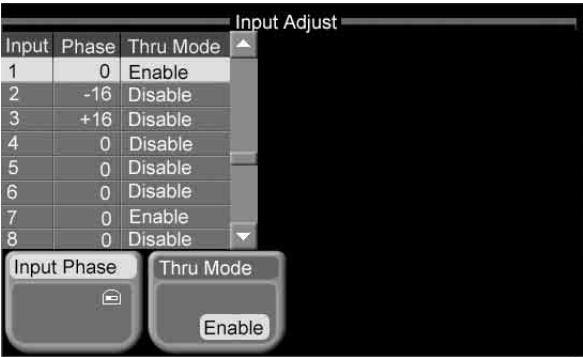 Input Adjust
Input Phase Thru Mode
1 0 Enable
2 -16 Disable
3 +16 Disable
4 0 Disable
5 0 Disable
6 0 Disable
7 0 Enable
8 0 Disable
Input Phase Thru Mode
Enable